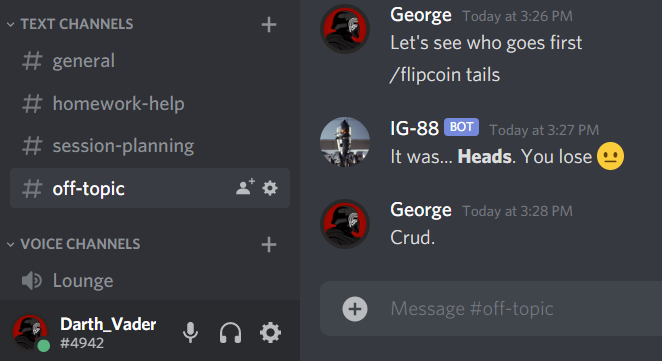 TEXT CHANNELS
# general
# homework-help
# session-planning
# off-topic
VOICE CHANNELS
Lounge
Darth_Vader
#4942
George Today at 3:26 PM
Let's see who goes first
/flipcoin tails
IG-88 BOT Today at 3:27 PM
It was... Heads. You lose 😐
George Today at 3:28 PM
Crud.
Message #off-topic